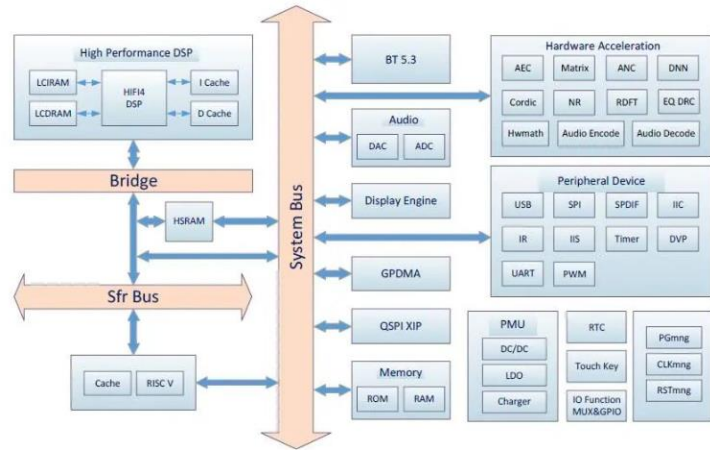 High Performance DSP
LCIRAM
HIFI4
DSP
I Cache
LCDRAM
D Cache
Bridge
HSRAM
Sfr Bus
Cache
RISC V
System Bus
BT 5.3
Audio
DAC
ADC
Display Engine
GPDMA
QSPI XIP
Memory
ROM
RAM
Hardware Acceleration
AEC
Matrix
ANC
DNN
Cordic
NR
RDFT
EQ DRC
Hwmath
Audio Encode
Audio Decode
Peripheral Device
USB
SPI
SPDIF
IIC
IR
IIS
Timer
DVP
UART
PWM
PMU
DC/DC
LDO
Charger
RTC
Touch Key
IO Function
MUX&GPIO
PGmng
CLKmng
RSTmng